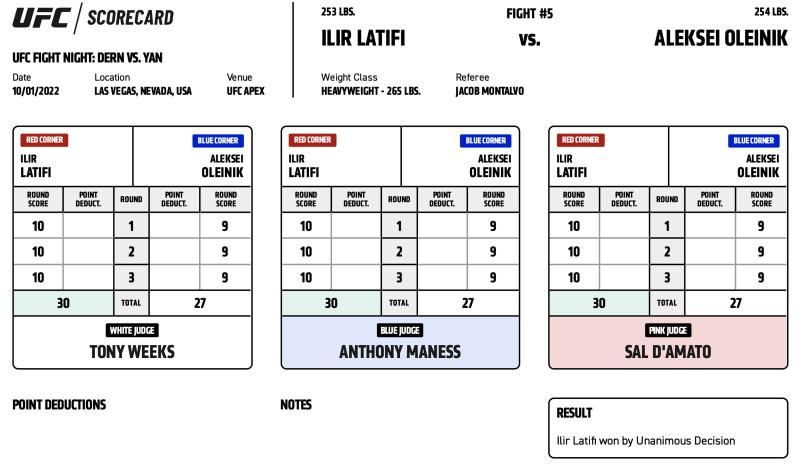 UFC / SCORECARD
253 LBS.
FIGHT #5
254 LBS.
ILIR LATIFI
vs.
ALEKSEI OLEINIK
UFC FIGHT NIGHT: DERN VS. YAN
Date
Location
Venue
Weight Class
Referee
10/01/2022
LAS VEGAS, NEVADA, USA
UFC APEX
HEAVYWEIGHT - 265 LBS.
JACOB MONTALVO
RED CORNER
BLUE CORNER
ILIR
LATIFI
ALEKSEI
OLEINIK
ROUND SCORE POINT DEDUCT. ROUND POINT DEDUCT. ROUND SCORE
10 1 9
10 2 9
10 3 9
30 TOTAL 27
WHITE JUDGE
TONY WEEKS
RED CORNER
BLUE CORNER
ILIR
LATIFI
ALEKSEI
OLEINIK
ROUND SCORE POINT DEDUCT. ROUND POINT DEDUCT. ROUND SCORE
10 1 9
10 2 9
10 3 9
30 TOTAL 27
BLUE JUDGE
ANTHONY MANESS
RED CORNER
BLUE CORNER
ILIR
LATIFI
ALEKSEI
OLEINIK
ROUND SCORE POINT DEDUCT. ROUND POINT DEDUCT. ROUND SCORE
10 1 9
10 2 9
10 3 9
30 TOTAL 27
PINK JUDGE
SAL D'AMATO
POINT DEDUCTIONS
NOTES
RESULT
Ilir Latifi won by Unanimous Decision